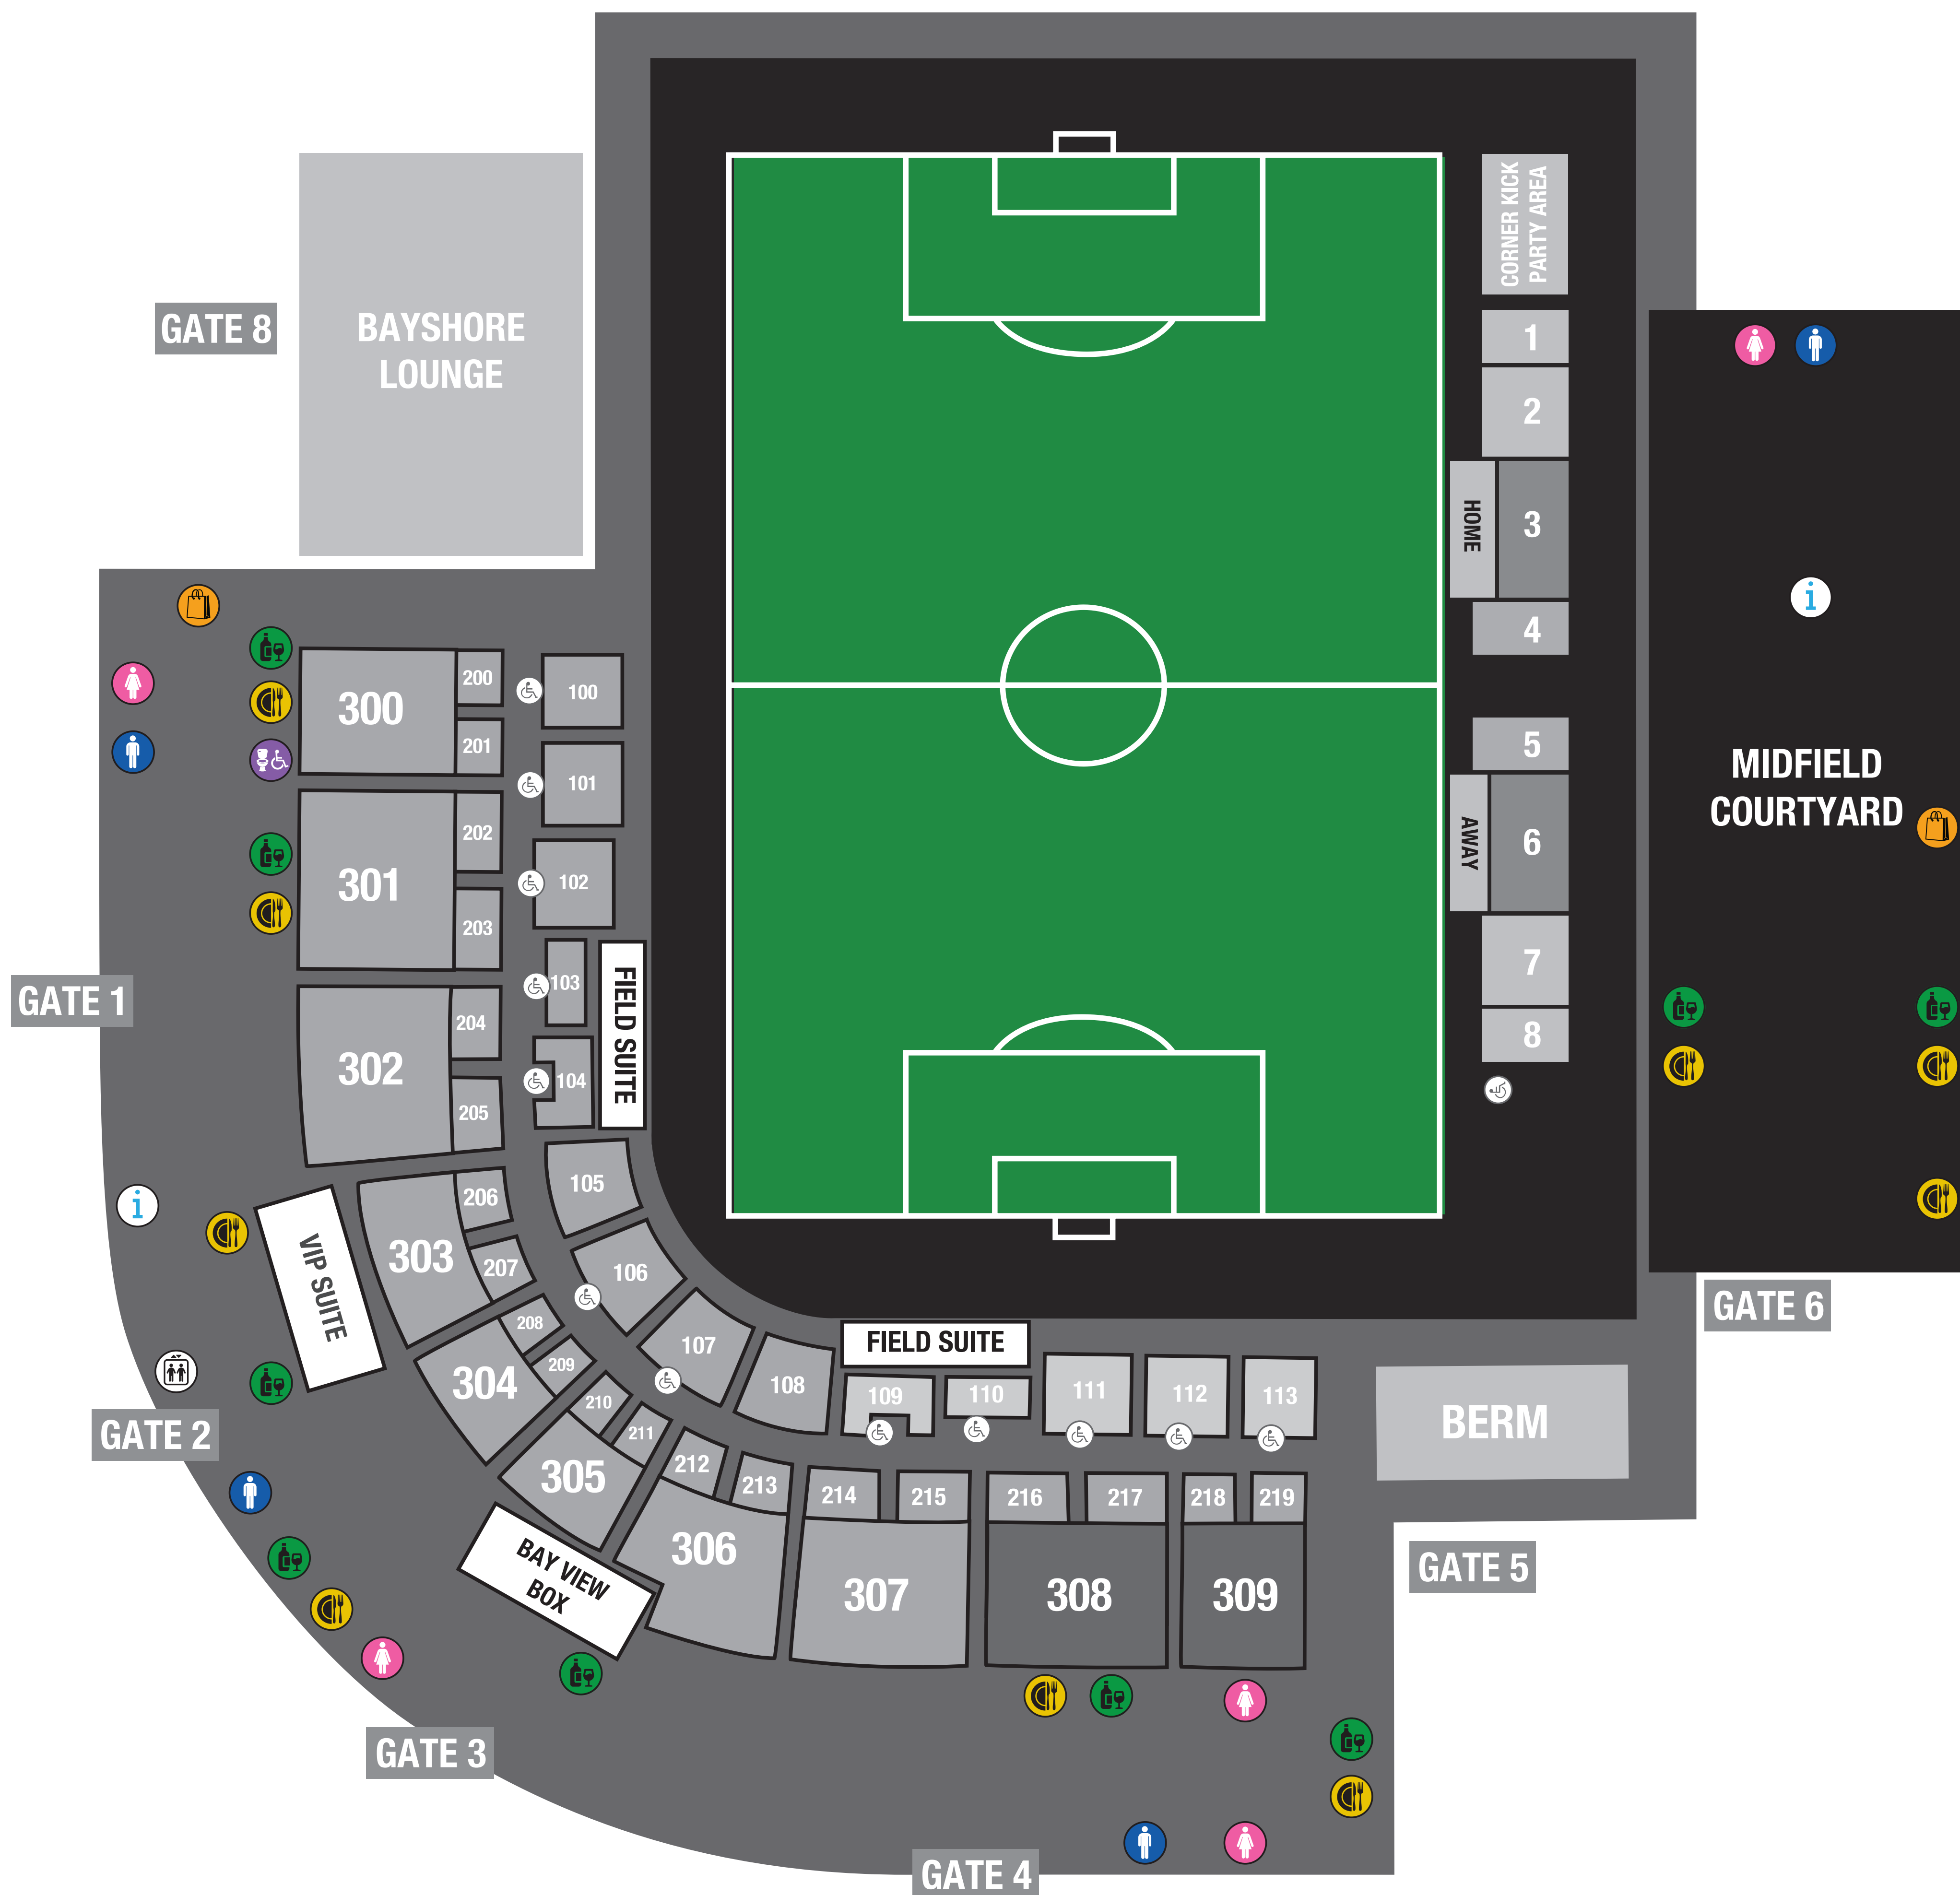 CORNER KICK
PARTY AREA
GATE 8
BAYSHORE
LOUNGE
1
2
HOME
3
4
5
AWAY
6
7
8
i
MIDFIELD
COURTYARD
GATE 6
300
200
201
100
101
301
202
203
102
103
GATE 1
302
204
205
104
FIELD SUITE
i
VIP SUITE
303
206
207
105
106
304
208
209
107
GATE 2
305
210
211
108
FIELD SUITE
109
110
111
112
113
BERM
BAY VIEW
BOX
306
212
213
214
215
216
217
218
219
307
308
309
GATE 5
GATE 3
GATE 4